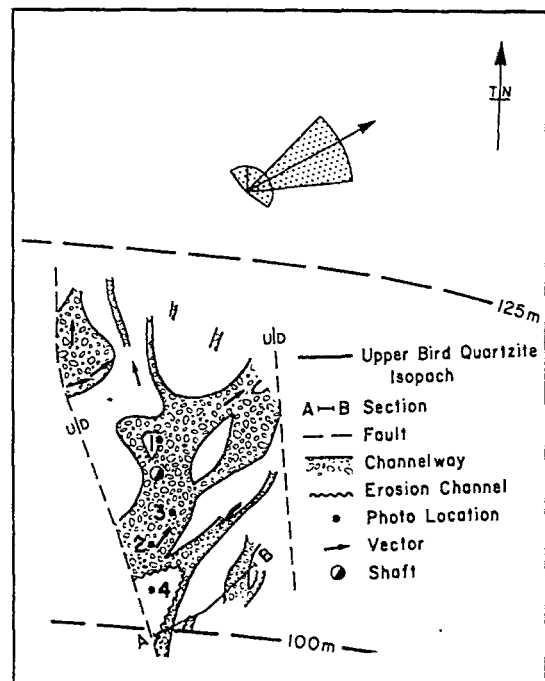 TN
125m
U D
Upper Bird Quartzite
Isopach
A B Section
Fault
Channelway
Erosion Channel
Photo Location
Vector
Shaft
U D
1
3
2
4
B
A
100m